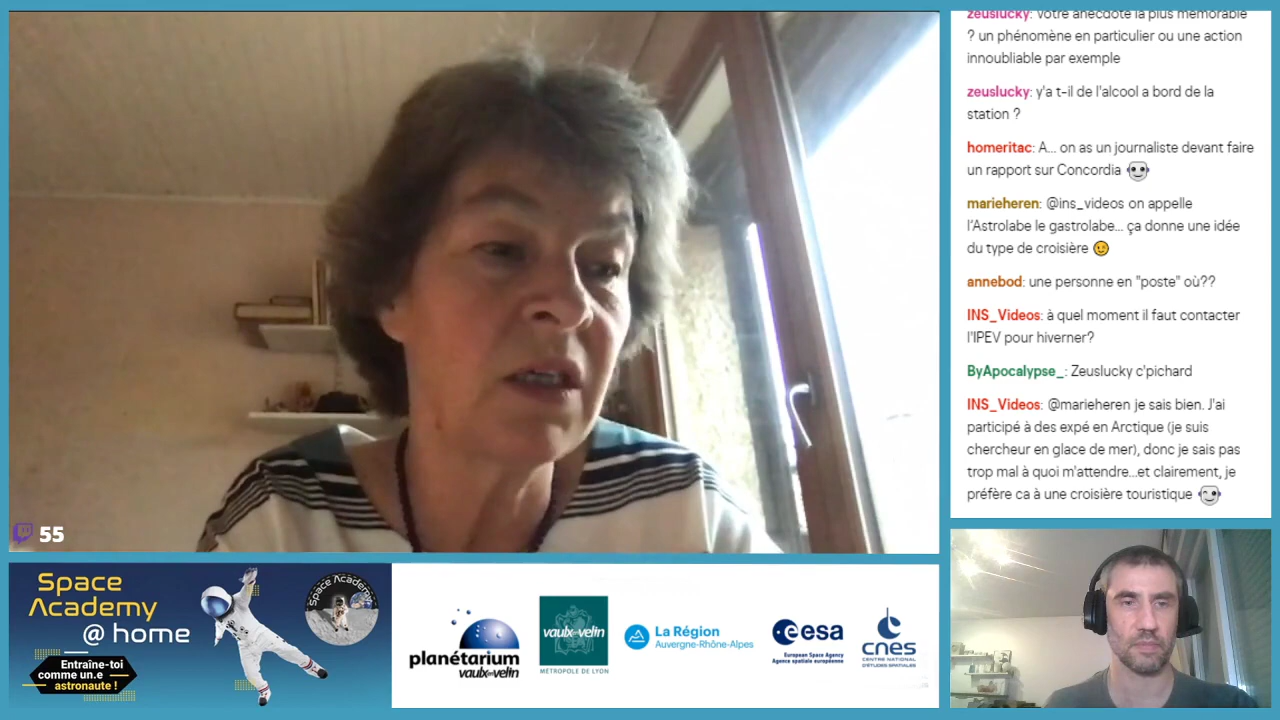 zeuslucky: votre anecdote la plus mémorable
? un phénomène en particulier ou une action
innoubliable par exemple
zeuslucky: y'a t-il de l'alcool a bord de la
station ?
homeritac: A... on as un journaliste devant faire
un rapport sur Concordia
marieheren: @ins_videos on appelle
l'Astrolabe le gastrolabe... ça donne une idée
du type de croisière
annebod: une personne en "poste" où??
INS_Videos: à quel moment il faut contacter
l'IPEV pour hiverner?
ByApocalypse_: Zeuslucky c'pichard
INS_Videos: @marieheren je sais bien. J'ai
participé à des expé en Arctique (je suis
chercheur en glace de mer), donc je sais pas
trop mal à quoi m'attendre...et clairement, je
préfère ca à une croisière touristique
55
Space
Academy
@ home
Entraîne-toi
comme un.e
astronaute !
Space Academy
planétarium
vaulx-en-velin
vaulx-en-velin
MÉTROPOLE DE LYON
La Région
Auvergne-Rhône-Alpes
esa
European Space Agency
Agence spatiale européenne
cnes
CENTRE NATIONAL
D'ÉTUDES SPATIALES